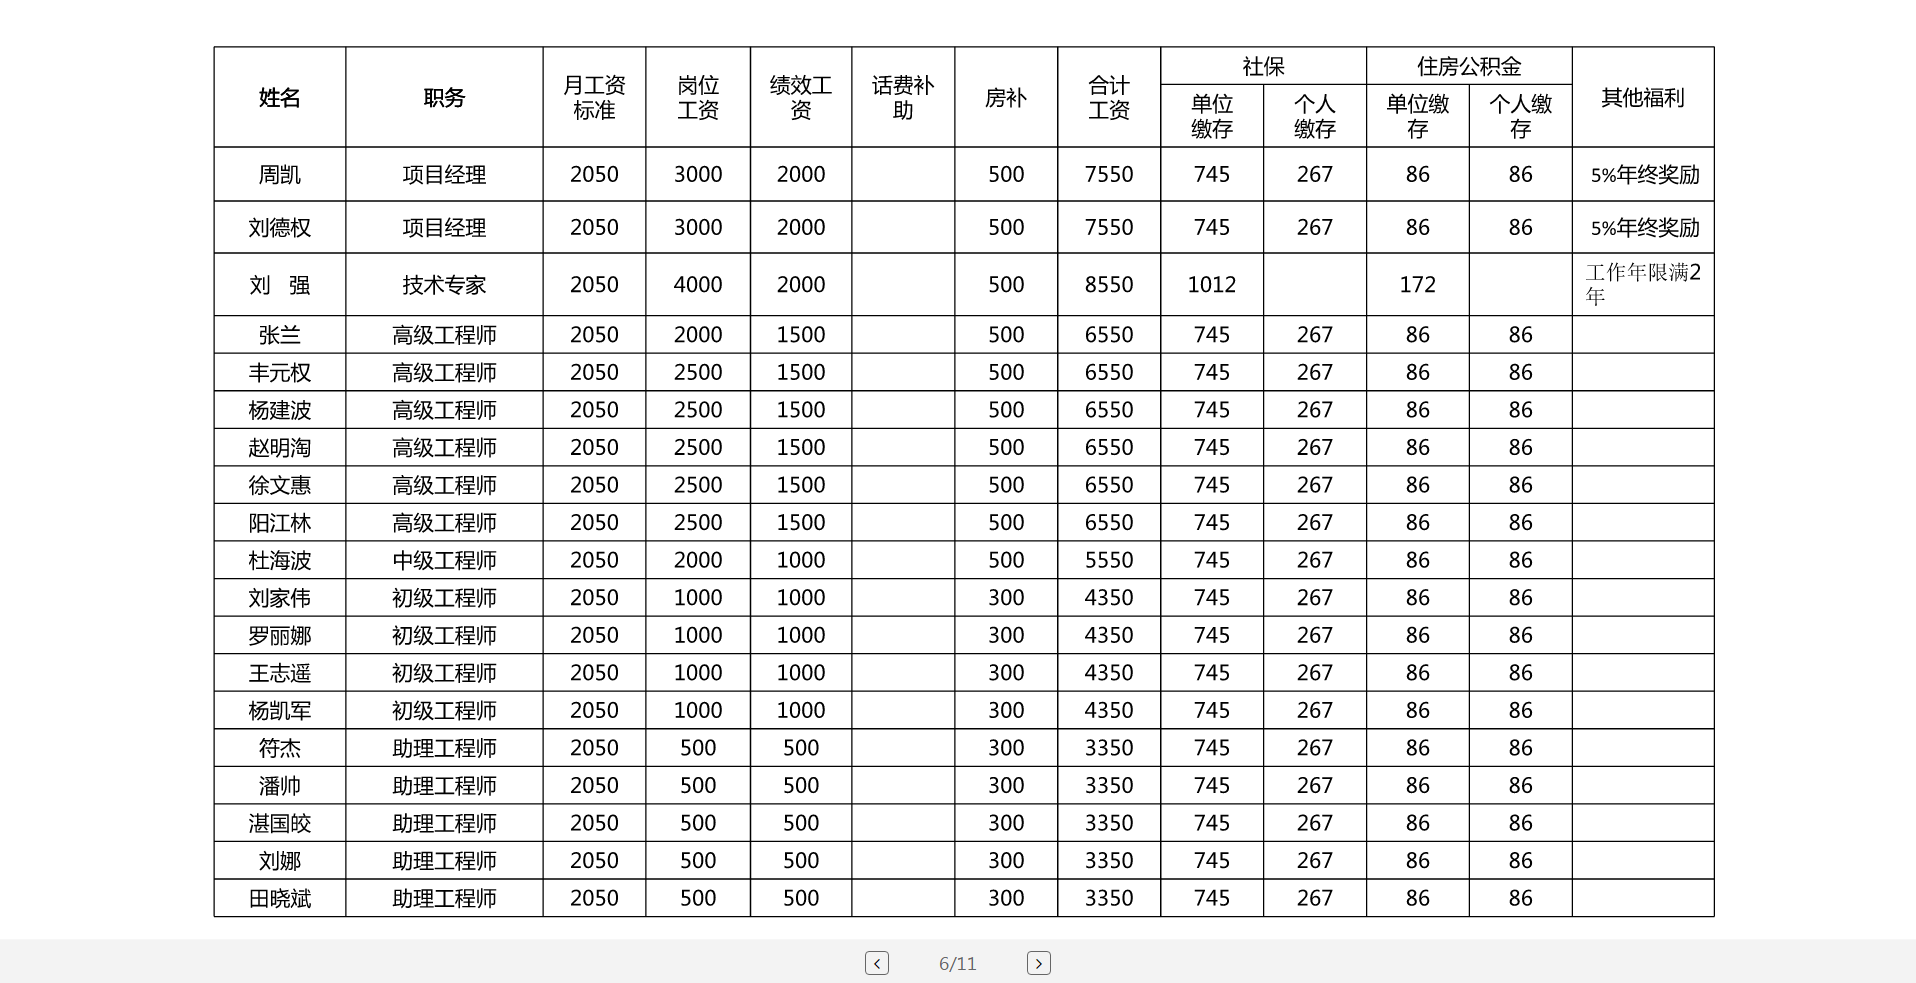 姓名 职务 月工资标准 岗位工资 绩效工资 话费补助 房补 合计工资 社保 住房公积金 其他福利
单位缴存 个人缴存 单位缴存 个人缴存
周凯 项目经理 2050 3000 2000 500 7550 745 267 86 86 5%年终奖励
刘德权 项目经理 2050 3000 2000 500 7550 745 267 86 86 5%年终奖励
刘 强 技术专家 2050 4000 2000 500 8550 1012 172 工作年限满2年
张兰 高级工程师 2050 2000 1500 500 6550 745 267 86 86
丰元权 高级工程师 2050 2500 1500 500 6550 745 267 86 86
杨建波 高级工程师 2050 2500 1500 500 6550 745 267 86 86
赵明淘 高级工程师 2050 2500 1500 500 6550 745 267 86 86
徐文惠 高级工程师 2050 2500 1500 500 6550 745 267 86 86
阳江林 高级工程师 2050 2500 1500 500 6550 745 267 86 86
杜海波 中级工程师 2050 2000 1000 500 5550 745 267 86 86
刘家伟 初级工程师 2050 1000 1000 300 4350 745 267 86 86
罗丽娜 初级工程师 2050 1000 1000 300 4350 745 267 86 86
王志遥 初级工程师 2050 1000 1000 300 4350 745 267 86 86
杨凯军 初级工程师 2050 1000 1000 300 4350 745 267 86 86
符杰 助理工程师 2050 500 500 300 3350 745 267 86 86
潘帅 助理工程师 2050 500 500 300 3350 745 267 86 86
湛国皎 助理工程师 2050 500 500 300 3350 745 267 86 86
刘娜 助理工程师 2050 500 500 300 3350 745 267 86 86
田晓斌 助理工程师 2050 500 500 300 3350 745 267 86 86
6/11